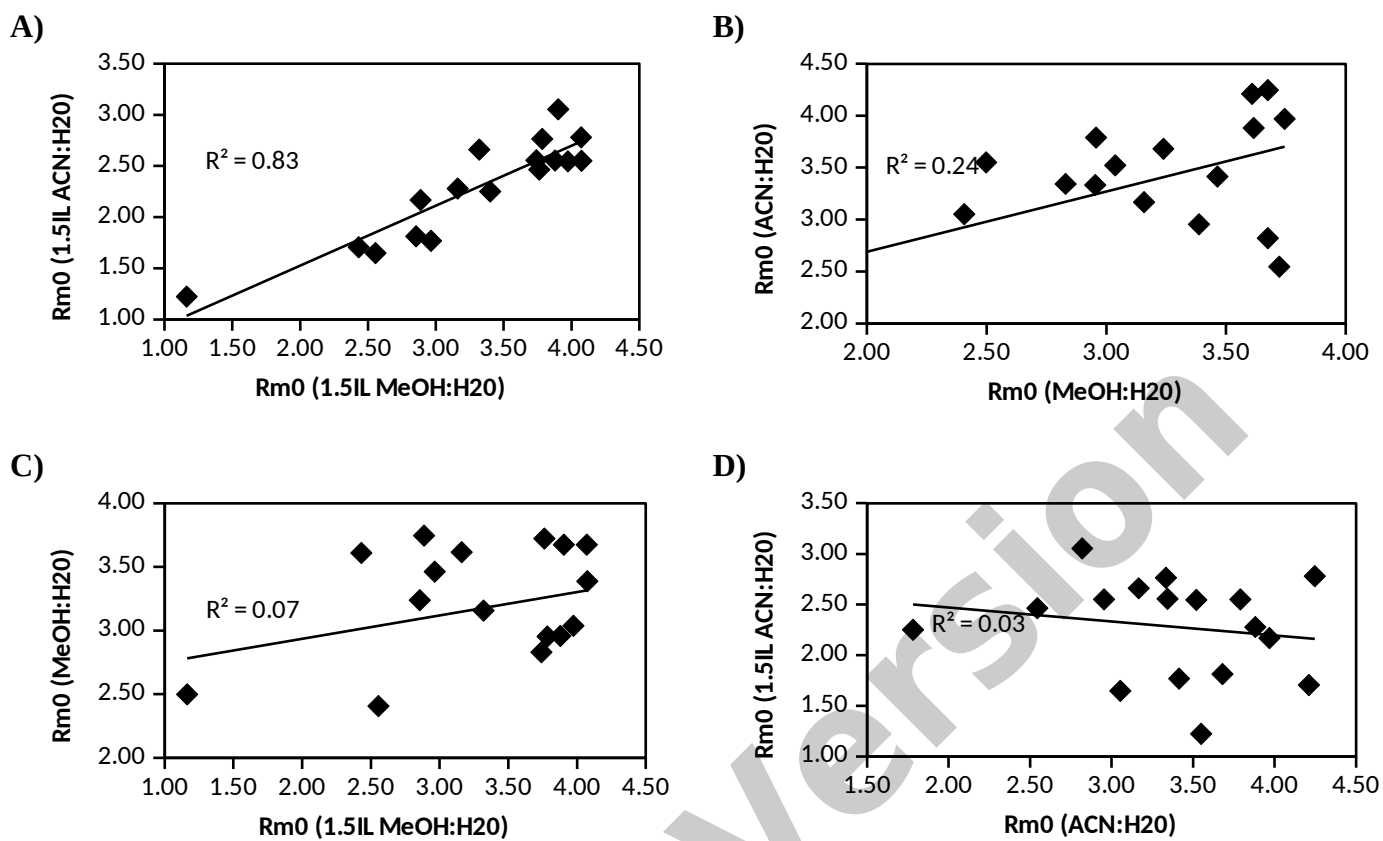 A)
3.50
3.00
2.50
2.00
1.50
1.00
Rm0 (1.5IL ACN:H20)
R² = 0.83
1.00 1.50 2.00 2.50 3.00 3.50 4.00 4.50
Rm0 (1.5IL MeOH:H20)
B)
4.50
4.00
3.50
3.00
2.50
2.00
Rm0 (ACN:H20)
R² = 0.24
2.00 2.50 3.00 3.50 4.00
Rm0 (MeOH:H20)
C)
4.00
3.50
3.00
2.50
2.00
Rm0 (MeOH:H20)
R² = 0.07
1.00 1.50 2.00 2.50 3.00 3.50 4.00 4.50
Rm0 (1.5IL MeOH:H20)
D)
3.50
3.00
2.50
2.00
1.50
1.00
Rm0 (1.5IL ACN:H20)
R² = 0.03
1.50 2.00 2.50 3.00 3.50 4.00 4.50
Rm0 (ACN:H20)
version